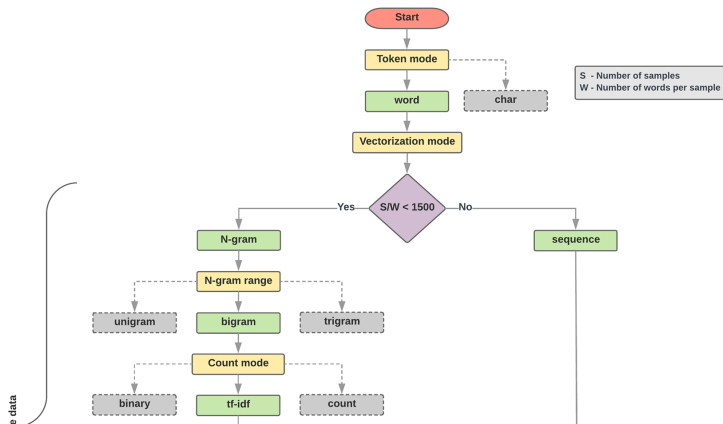 Start
Token mode
word
char
S - Number of samples
W - Number of words per sample
Vectorization mode
S/W < 1500
Yes
No
N-gram
sequence
N-gram range
unigram
bigram
trigram
Count mode
binary
tf-idf
count
data